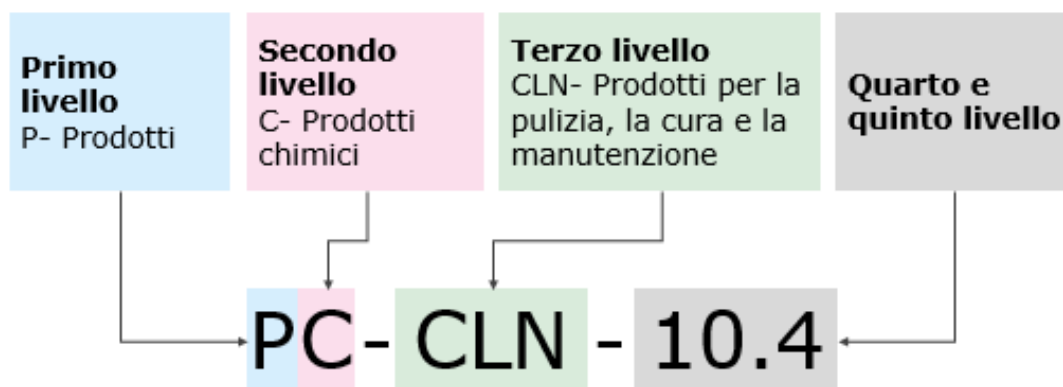 Primo
livello
P- Prodotti
Secondo
livello
C- Prodotti
chimici
Terzo livello
CLN- Prodotti per la
pulizia, la cura e la
manutenzione
Quarto e
quinto livello
PC - CLN - 10.4